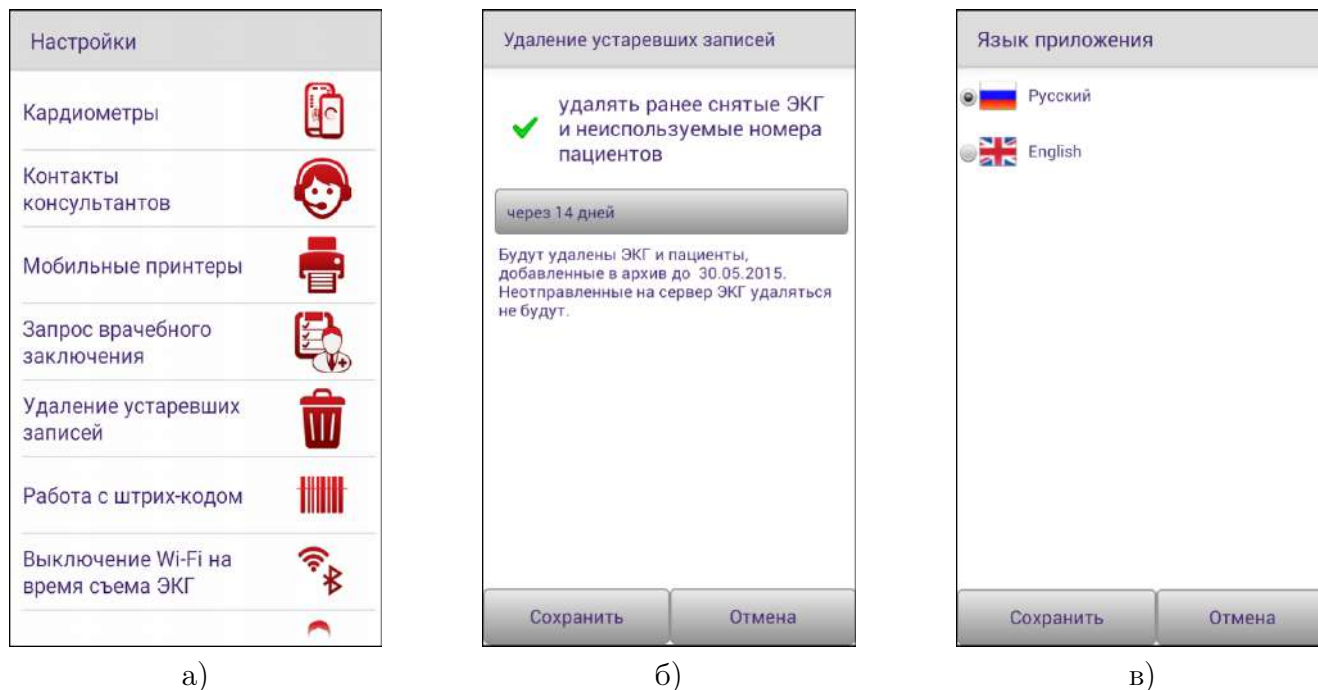 Настройки
Кардиометры
Контакты
консультантов
Мобильные принтеры
Запрос врачебного
заключения
Удаление устаревших
записей
Работа с штрих-кодом
Выключение Wi-Fi на
время съема ЭКГ
а)
Удаление устаревших записей
удалять ранее снятые ЭКГ
и неиспользуемые номера
пациентов
через 14 дней
Будут удалены ЭКГ и пациенты,
добавленные в архив до 30.05.2015.
Неотправленные на сервер ЭКГ удаляться
не будут.
Сохранить
Отмена
б)
Язык приложения
Русский
English
Сохранить
Отмена
в)